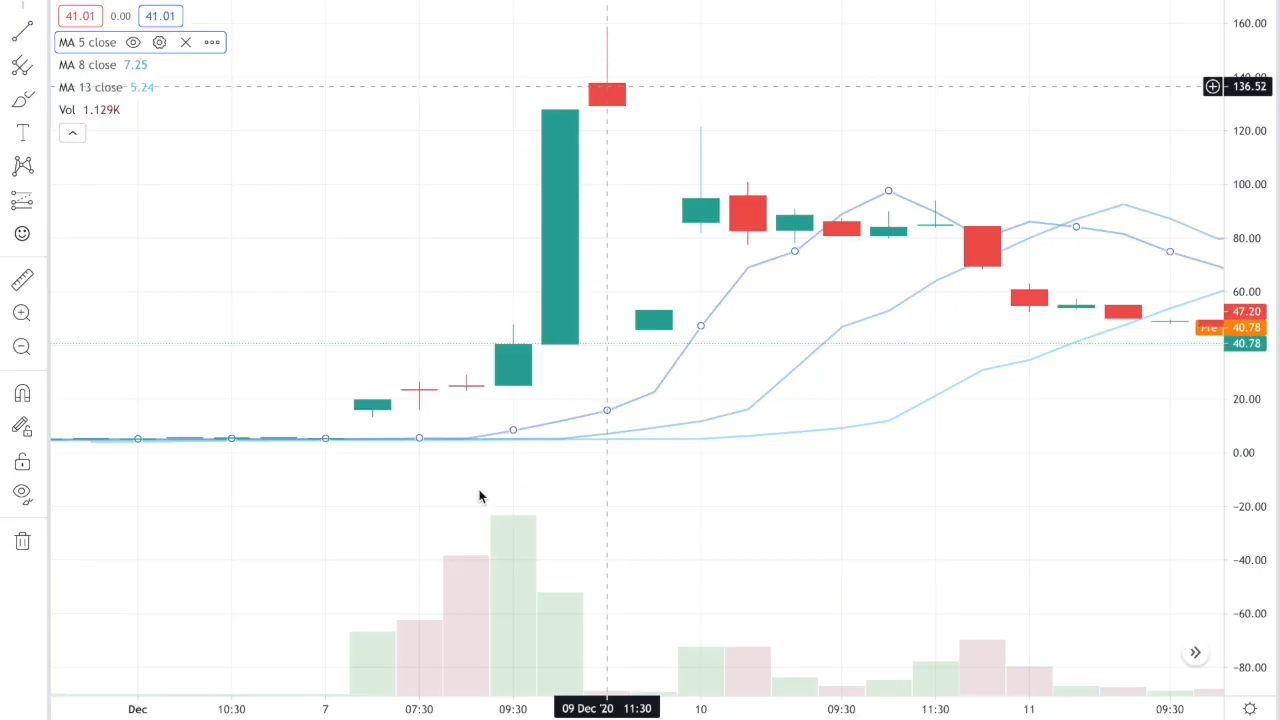 41.01 0.00 41.01
MA 5 close
MA 8 close 7.25
MA 13 close 5.24
Vol 1.129K
160.00
140.00
136.52
120.00
100.00
80.00
60.00
47.20
Pre 40.78
40.78
20.00
0.00
−20.00
−40.00
−60.00
−80.00
Dec 10:30 7 07:30 09:30 09 Dec '20 11:30 10 09:30 11:30 11 09:30